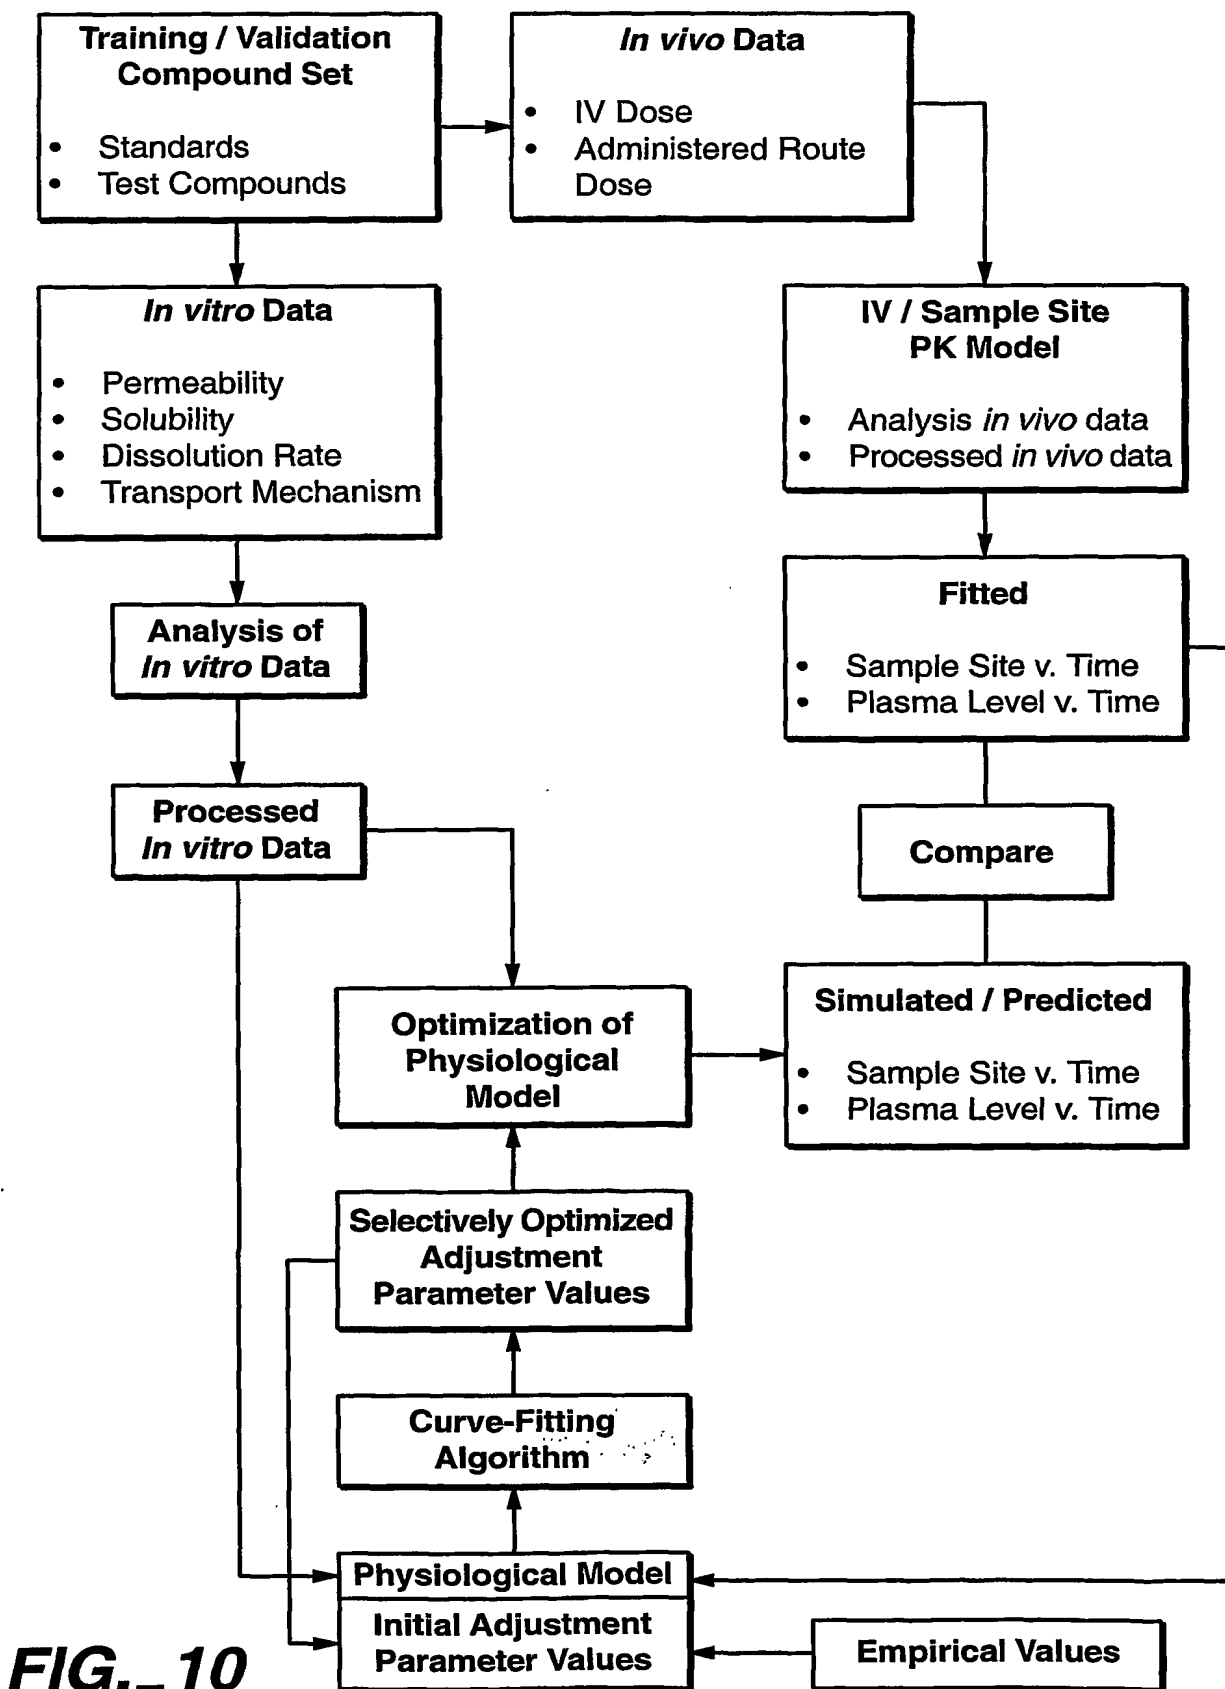 Training / Validation
Compound Set
• Standards
• Test Compounds
In vivo Data
• IV Dose
• Administered Route
Dose
In vitro Data
• Permeability
• Solubility
• Dissolution Rate
• Transport Mechanism
IV / Sample Site
PK Model
• Analysis in vivo data
• Processed in vivo data
Analysis of
In vitro Data
Fitted
• Sample Site v. Time
• Plasma Level v. Time
Processed
In vitro Data
Compare
Optimization of
Physiological
Model
Simulated / Predicted
• Sample Site v. Time
• Plasma Level v. Time
Selectively Optimized
Adjustment
Parameter Values
Curve-Fitting
Algorithm
Physiological Model
Initial Adjustment
Parameter Values
Empirical Values
FIG._10